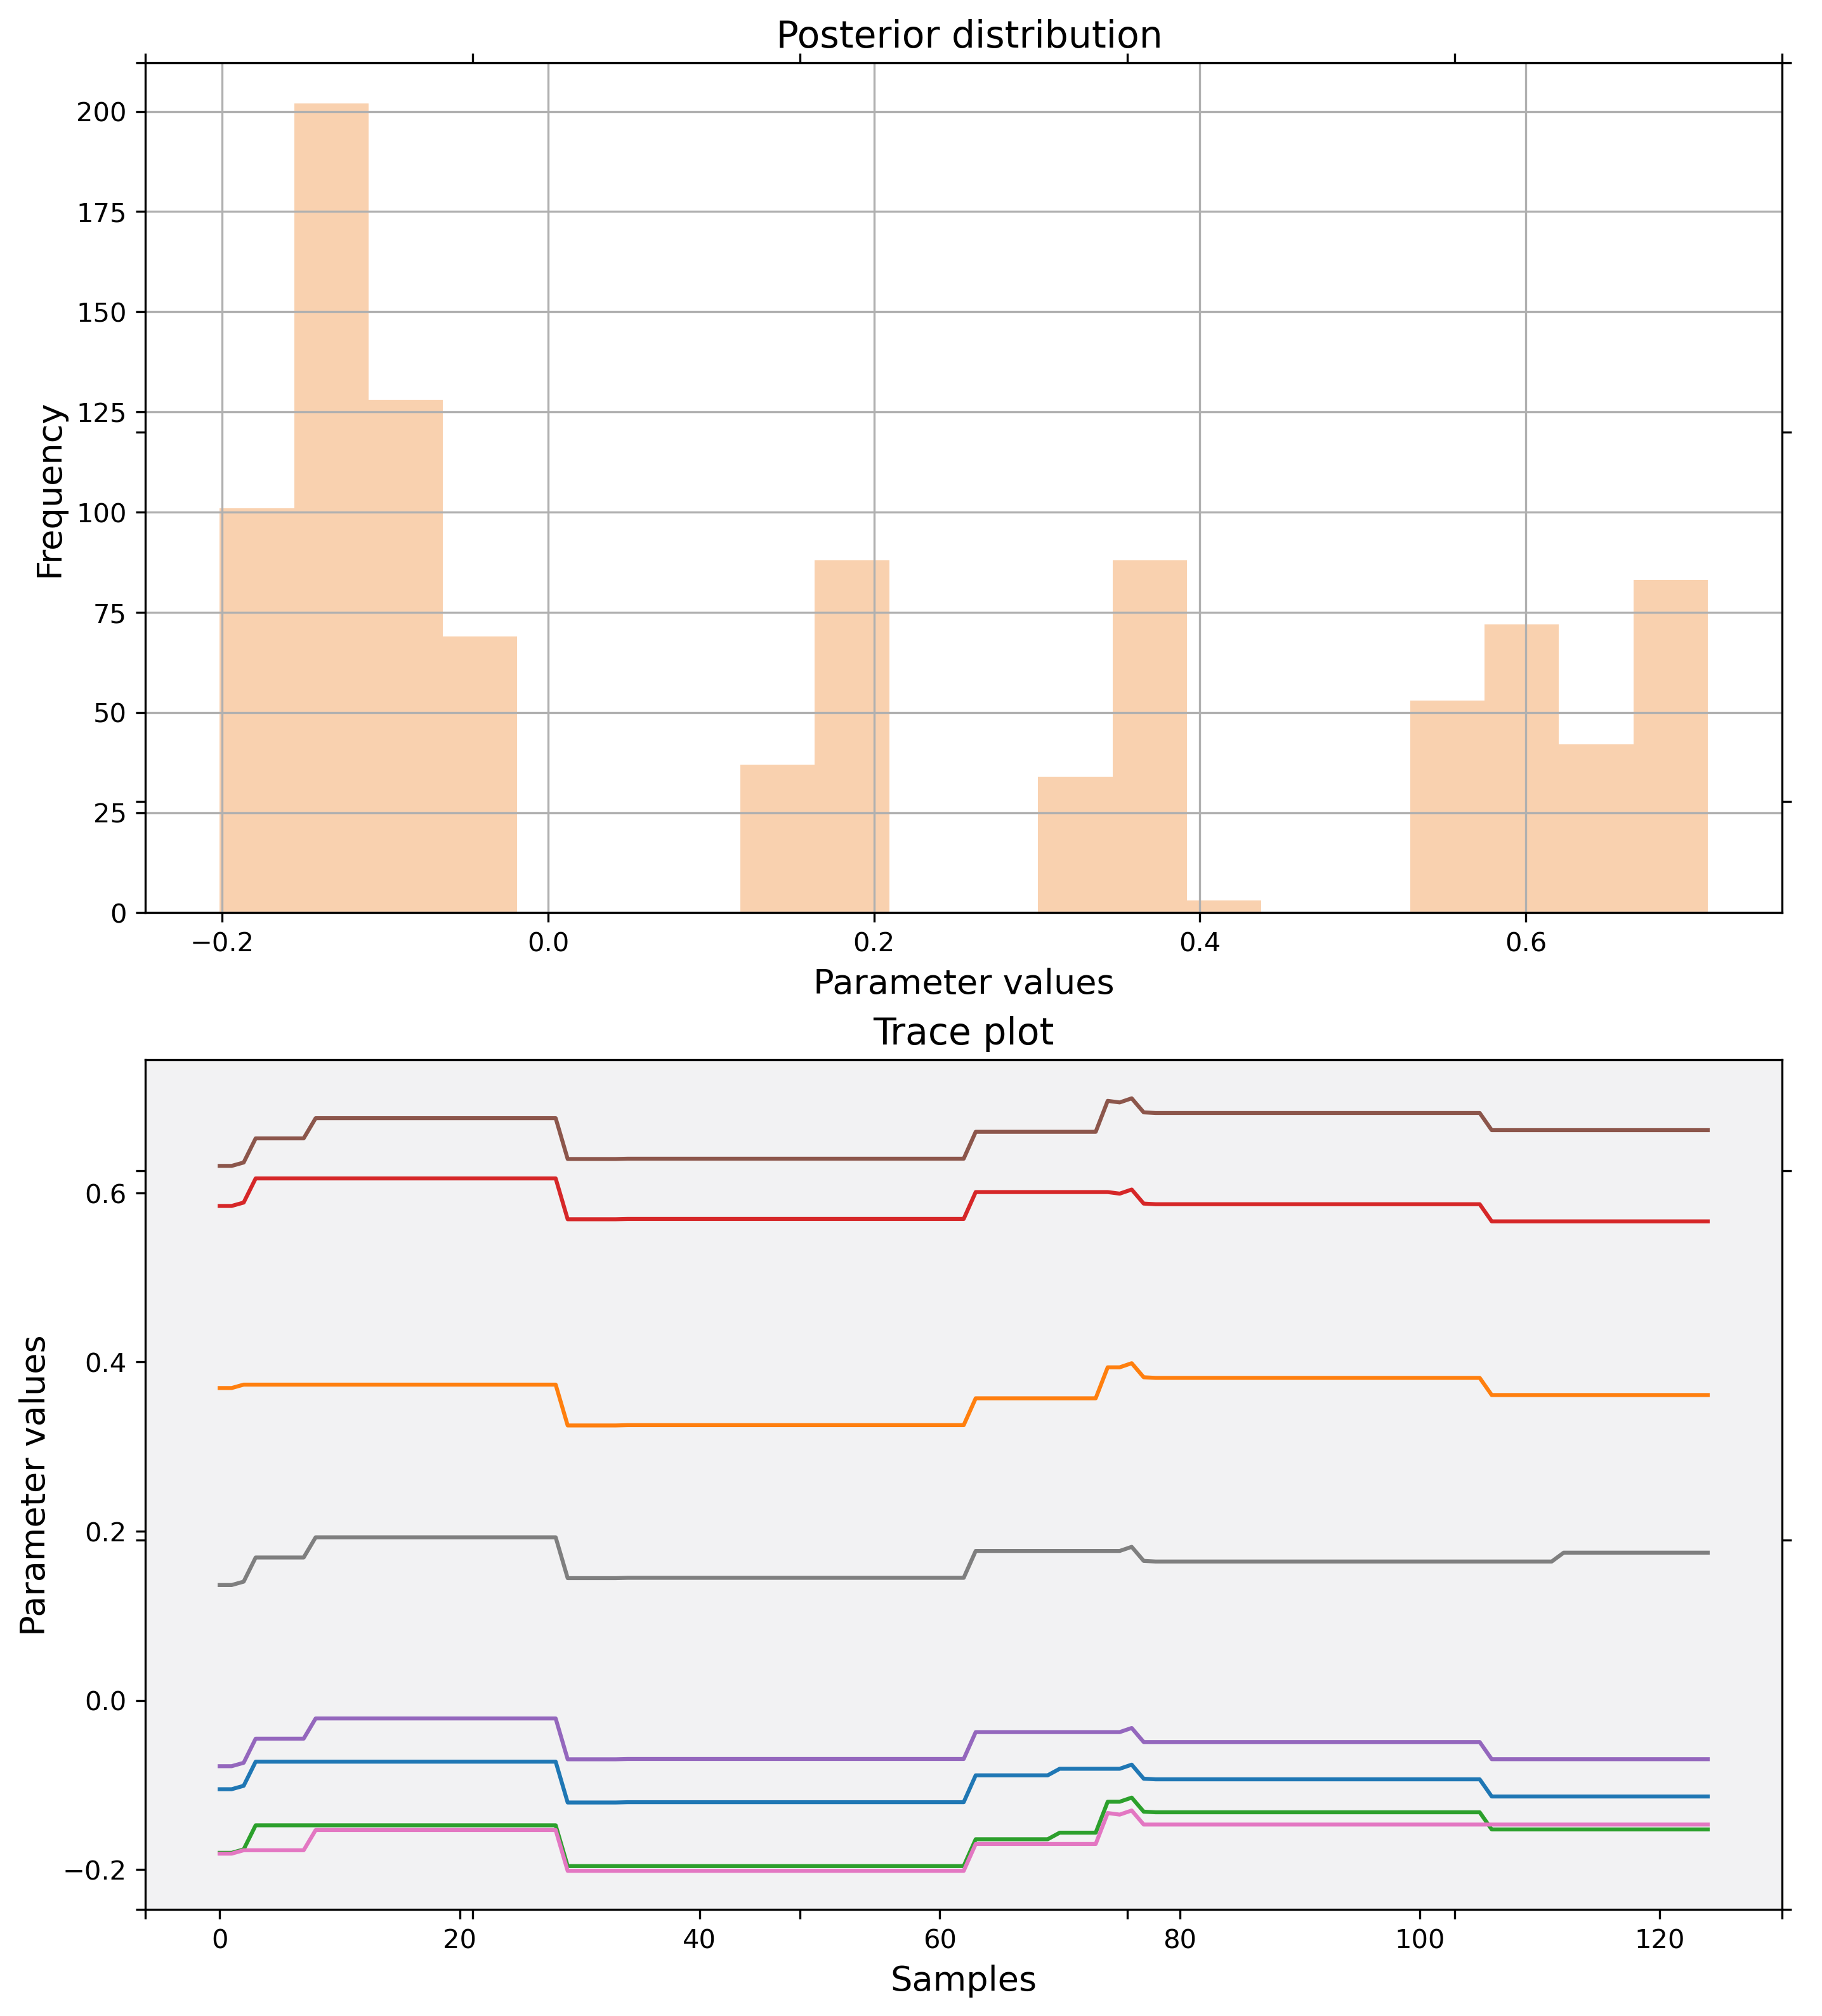 Posterior distribution
200
175
150
125
100
75
50
25
0
Frequency
−0.2 0.0 0.2 0.4 0.6
Parameter values
Trace plot
0.6
0.4
0.2
0.0
−0.2
Parameter values
0 20 40 60 80 100 120
Samples